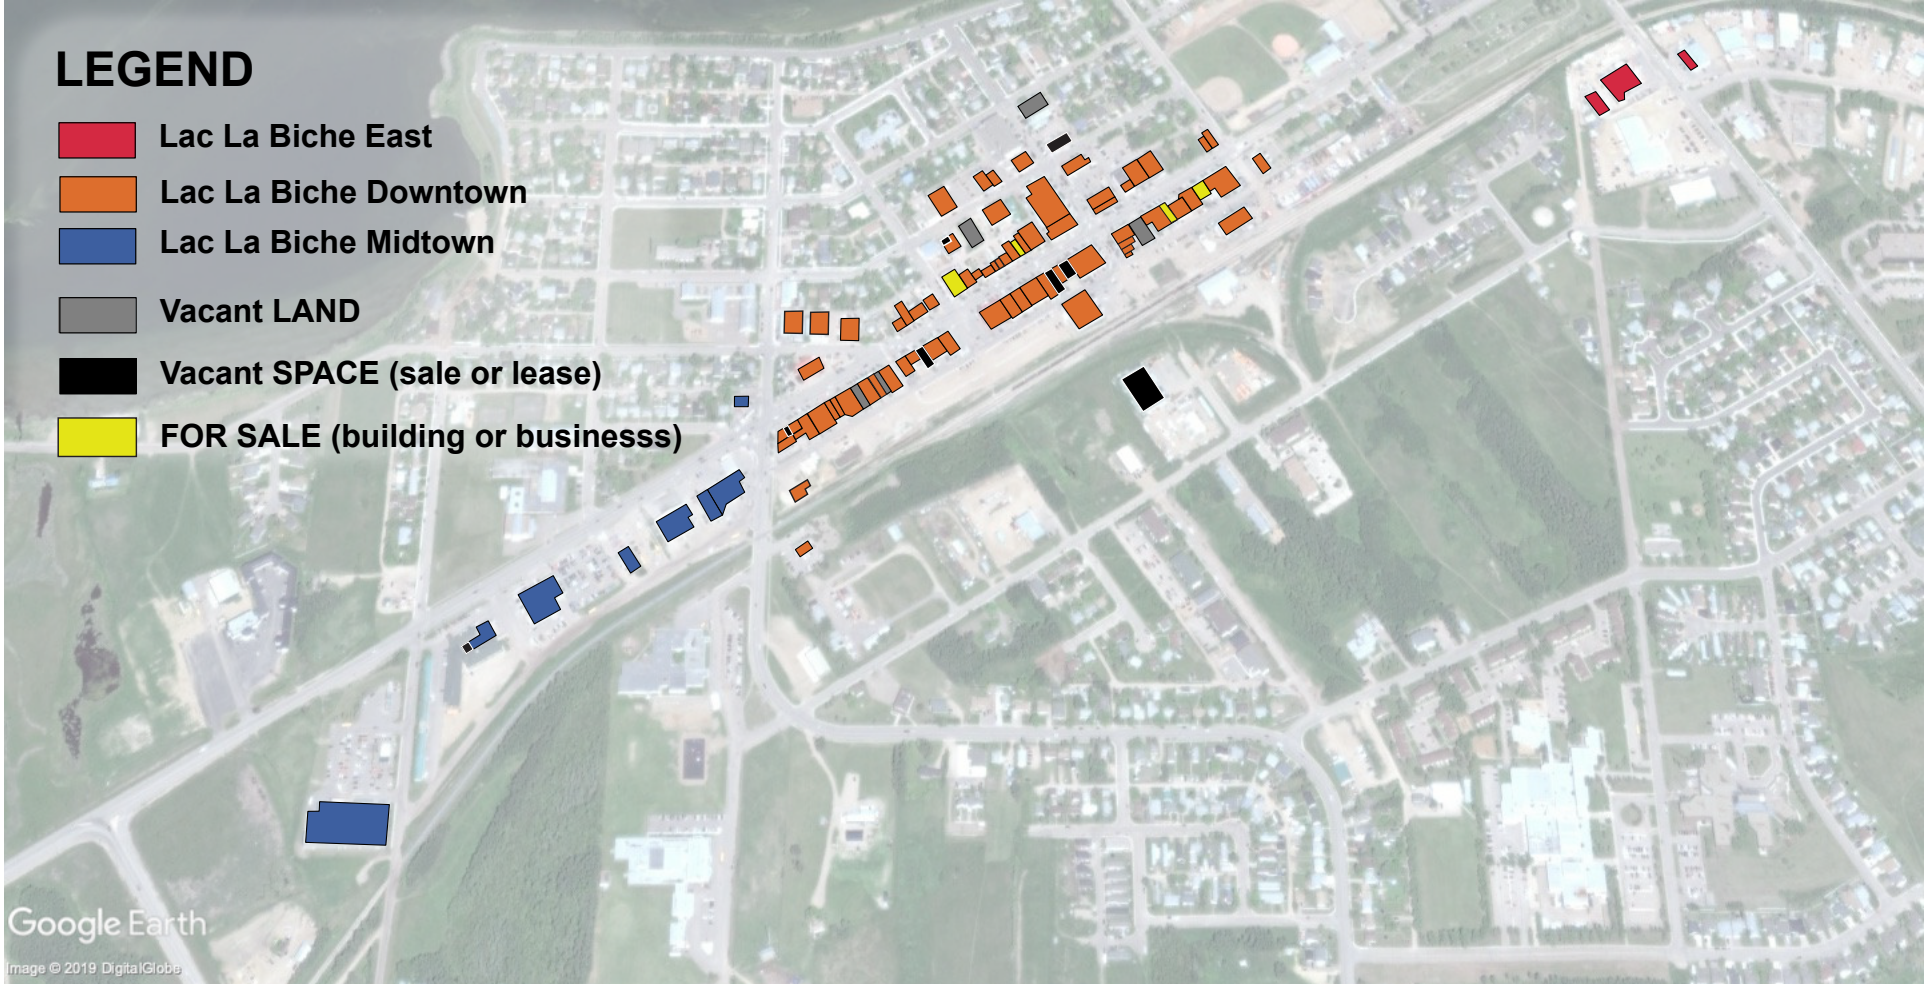 LEGEND
Lac La Biche East
Lac La Biche Downtown
Lac La Biche Midtown
Vacant LAND
Vacant SPACE (sale or lease)
FOR SALE (building or businesss)
Google Earth
Image © 2019 DigitalGlobe